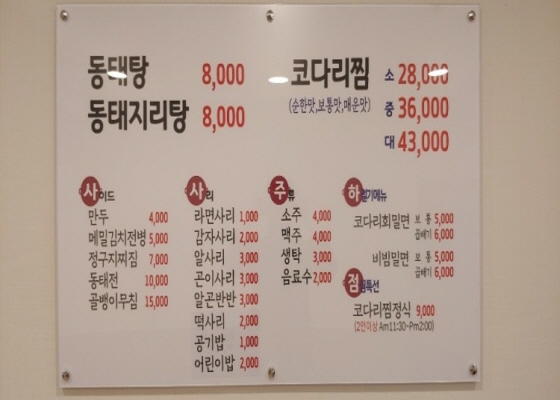 동태탕 8,000
동태지리탕 8,000
코다리찜 소 28,000
(순한맛,보통맛,매운맛) 중 36,000
대 43,000
사이드
만두 4,000
메밀김치전병 5,000
정구지찌짐 7,000
동태전 10,000
골뱅이무침 15,000
사리
라면사리 1,000
감자사리 2,000
알사리 3,000
곤이사리 3,000
알곤반반 3,000
떡사리 2,000
공기밥 1,000
어린이밥 2,000
주류
소주 4,000
맥주 4,000
생탁 3,000
음료수 2,000
하절기메뉴
코다리회밀면 보통 5,000
곱빼기 6,000
비빔밀면 보통 5,000
곱빼기 6,000
점심특선
코다리찜정식 9,000
(2인이상 Am11:30~Pm2:00)